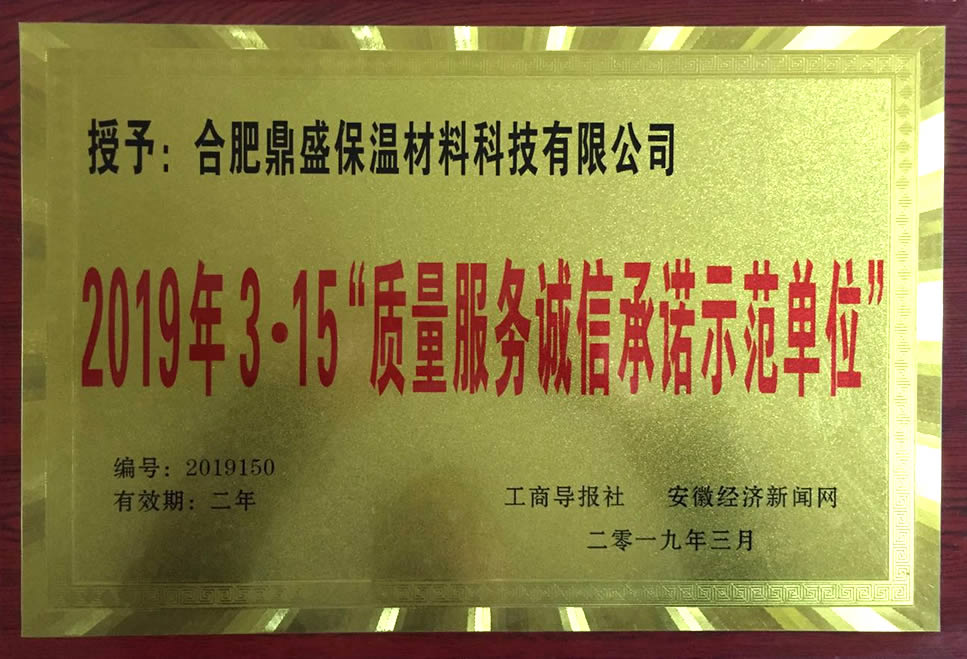 授予：合肥鼎盛保温材料科技有限公司
2019年3·15“质量服务诚信承诺示范单位”
编号：2019150
有效期：二年
工商导报社 安徽经济新闻网
二零一九年三月